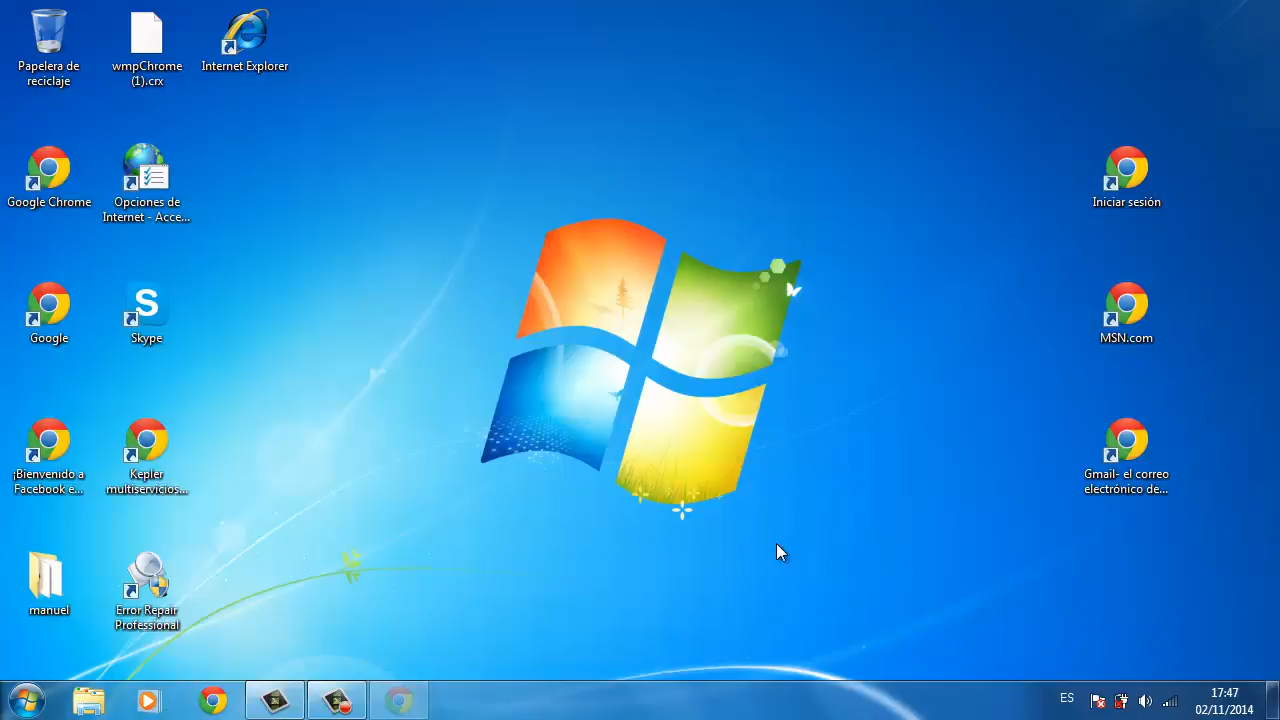 Papelera de
reciclaje
wmpChrome
(1).crx
Internet Explorer
Google Chrome
Opciones de
Internet - Acce...
Iniciar sesión
Google
S
Skype
MSN.com
¡Bienvenido a
Facebook e...
Kepler
multiservicios...
Gmail- el correo
electrónico de...
manuel
Error Repair
Professional
ES
17:47
02/11/2014